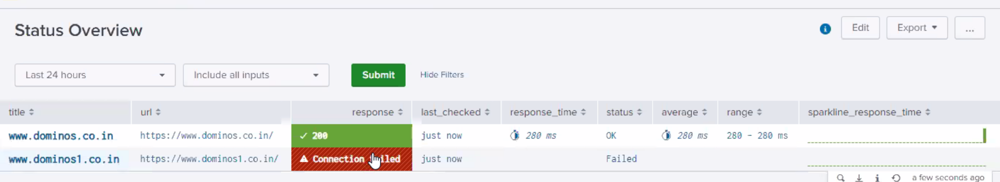 Status Overview
Edit Export ...
Last 24 hours Include all inputs Submit Hide Filters
title url response last_checked response_time status average range sparkline_response_time
www.dominos.co.in https://www.dominos.co.in/ 200 just now 280 ms OK 280 ms 280 - 280 ms
www.dominos1.co.in https://www.dominos1.co.in/ Connection just now Failed
a few seconds ago